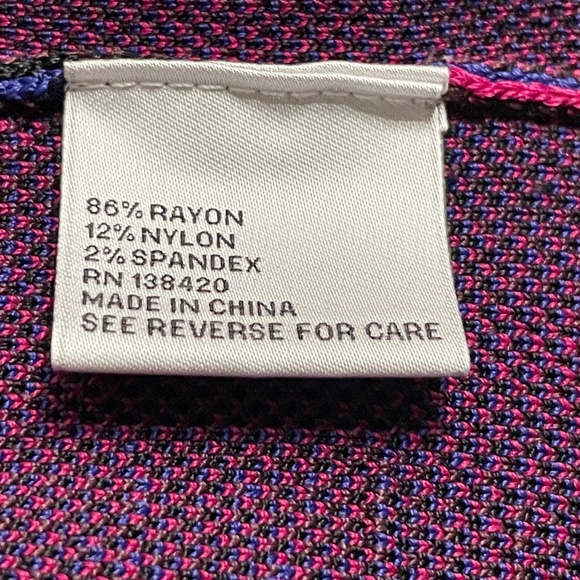 86% RAYON
12% NYLON
2% SPANDEX
RN 138420
MADE IN CHINA
SEE REVERSE FOR CARE